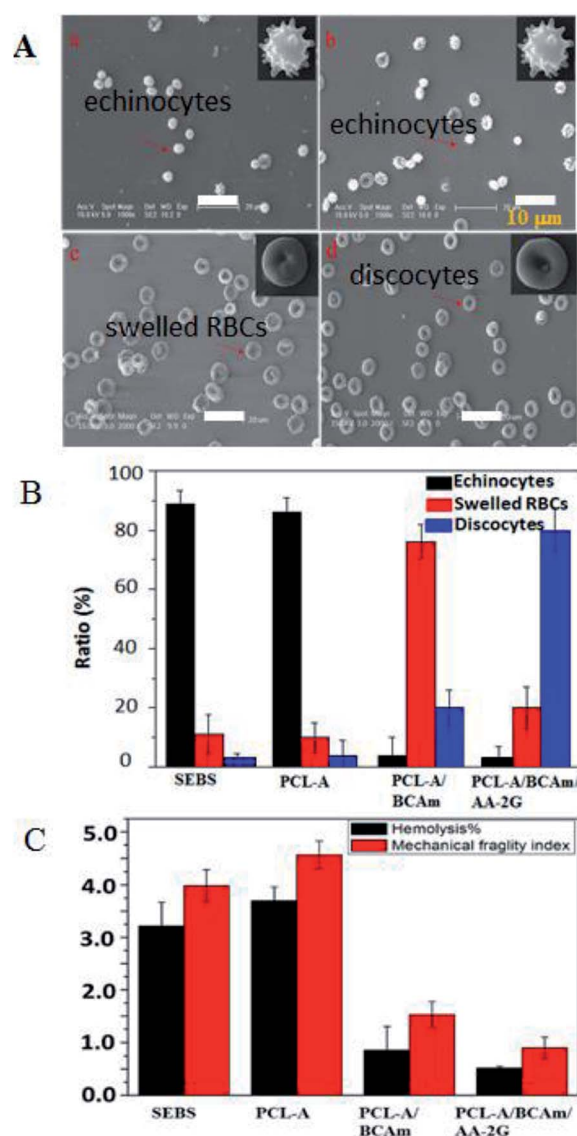 A
a
b
echinocytes
echinocytes
20 µm
10 µm
c
d
discocytes
swelled RBCs
B
Echinocytes
Swelled RBCs
Discocytes
Ratio (%)
100
80
60
40
20
0
SEBS
PCL-A
PCL-A/
BCAm
PCL-A/BCAm/
AA-2G
C
Hemolysis%
Mechanical fraglity index
5.0
4.0
3.0
2.0
1.0
0.0
SEBS
PCL-A
PCL-A/
BCAm
PCL-A/BCAm/
AA-2G